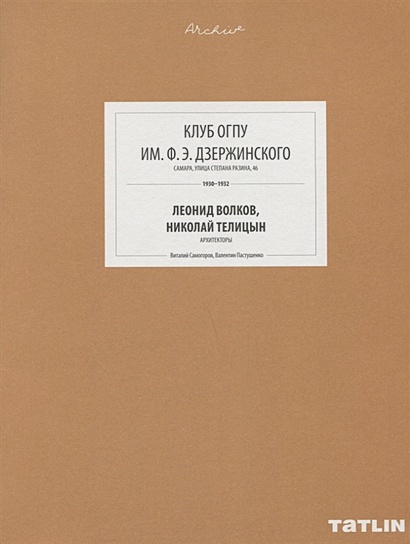 Archive
КЛУБ ОГПУ
ИМ. Ф. Э. ДЗЕРЖИНСКОГО
САМАРА, УЛИЦА СТЕПАНА РАЗИНА, 46
1930–1932
ЛЕОНИД ВОЛКОВ,
НИКОЛАЙ ТЕЛИЦЫН
АРХИТЕКТОРЫ
Виталий Самогоров, Валентин Пастушенко
TATLIN